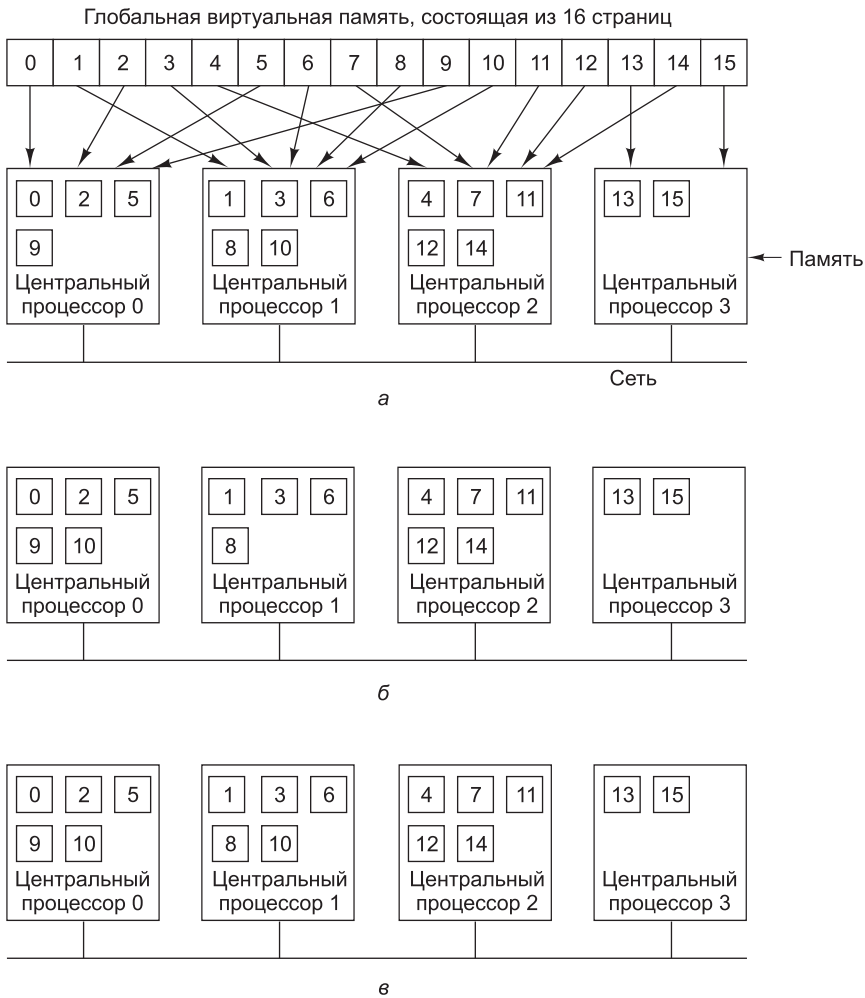 Глобальная виртуальная память, состоящая из 16 страниц
0 1 2 3 4 5 6 7 8 9 10 11 12 13 14 15
0 2 5 1 3 6 4 7 11 13 15
9 8 10 12 14
Память
Центральный Центральный Центральный Центральный
процессор 0 процессор 1 процессор 2 процессор 3
Сеть
а
0 2 5 1 3 6 4 7 11 13 15
9 10 8 12 14
Центральный Центральный Центральный Центральный
процессор 0 процессор 1 процессор 2 процессор 3
б
0 2 5 1 3 6 4 7 11 13 15
9 10 8 10 12 14
Центральный Центральный Центральный Центральный
процессор 0 процессор 1 процессор 2 процессор 3
в